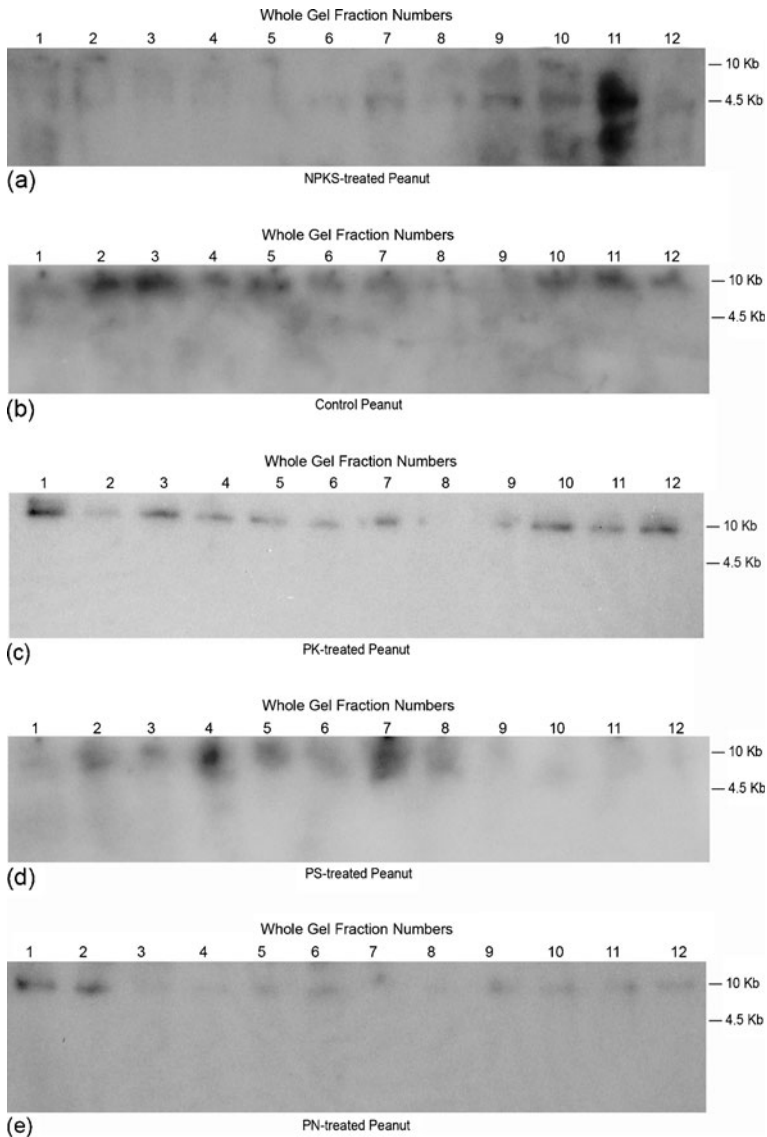 Whole Gel Fraction Numbers
1 2 3 4 5 6 7 8 9 10 11 12
— 10 Kb
— 4.5 Kb
(a)
NPKS-treated Peanut
Whole Gel Fraction Numbers
1 2 3 4 5 6 7 8 9 10 11 12
— 10 Kb
— 4.5 Kb
(b)
Control Peanut
Whole Gel Fraction Numbers
1 2 3 4 5 6 7 8 9 10 11 12
— 10 Kb
— 4.5 Kb
(c)
PK-treated Peanut
Whole Gel Fraction Numbers
1 2 3 4 5 6 7 8 9 10 11 12
— 10 Kb
— 4.5 Kb
(d)
PS-treated Peanut
Whole Gel Fraction Numbers
1 2 3 4 5 6 7 8 9 10 11 12
— 10 Kb
— 4.5 Kb
(e)
PN-treated Peanut